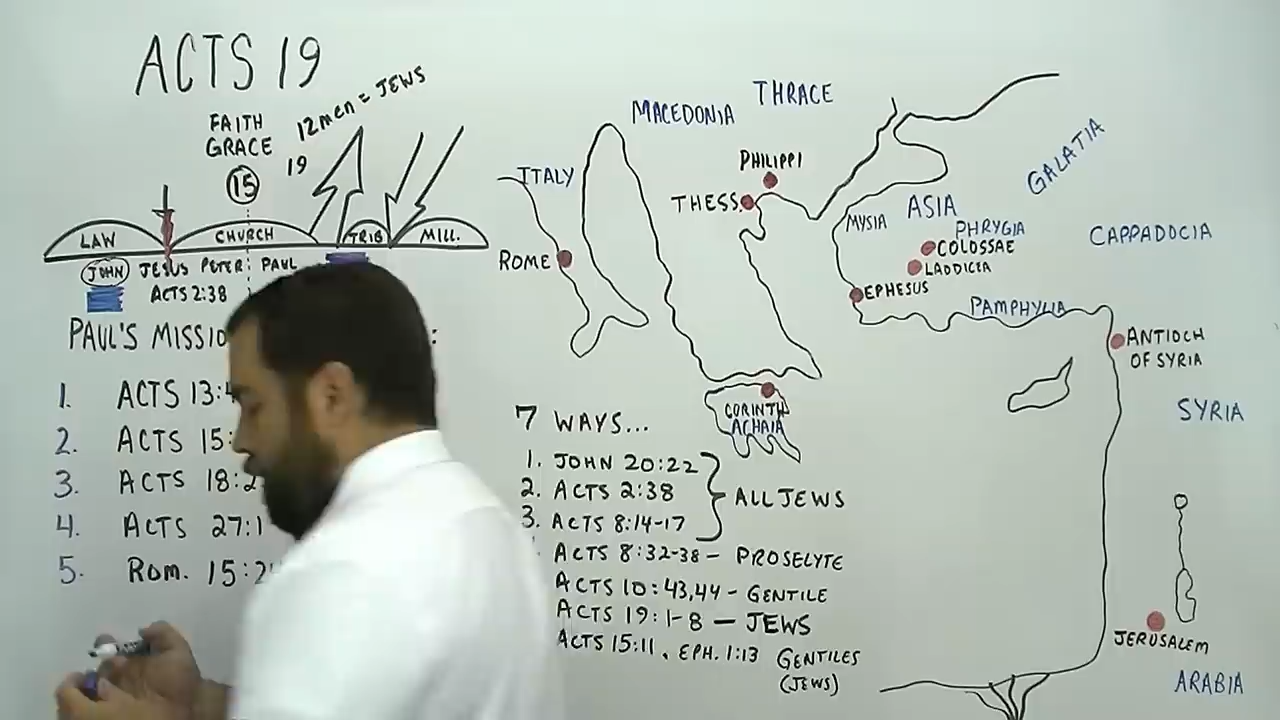 ACTS 19
12 men = JEWS
FAITH
GRACE
19
15
LAW
CHURCH
TRIB
MILL.
JOHN
JESUS PETER PAUL
ACTS 2:38
PAUL'S MISSIO :
1. ACTS 13:4
2. ACTS 15:
3. ACTS 18:2
4. ACTS 27:1
5. Rom. 15:2
MACEDONIA
THRACE
ITALY
PHILIPPI
THESS.
ROME
GALATIA
MYSIA
ASIA
PHRYGIA
CAPPADOCIA
COLOSSAE
LAODICEA
EPHESUS
PAMPHYLIA
ANTIOCH
OF SYRIA
SYRIA
CORINTH
ACHAIA
7 WAYS...
1. JOHN 20:22
2. ACTS 2:38
3. ACTS 8:14-17
ALL JEWS
ACTS 8:32-38 - PROSELYTE
ACTS 10:43,44 - GENTILE
ACTS 19:1-8 - JEWS
ACTS 15:11, EPH. 1:13 GENTILES
(JEWS)
JERUSALEM
ARABIA